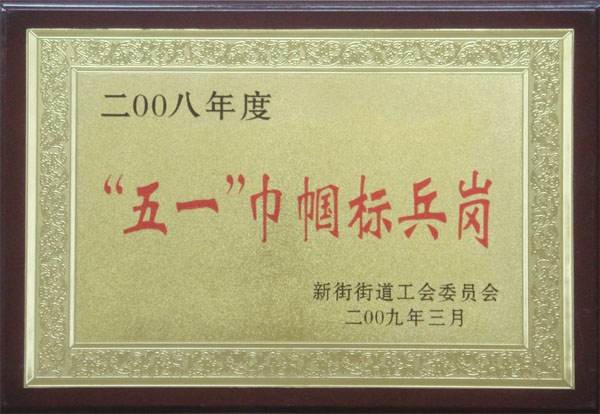 二00八年度
“五一”巾帼标兵岗
新街街道工会委员会
二00九年三月